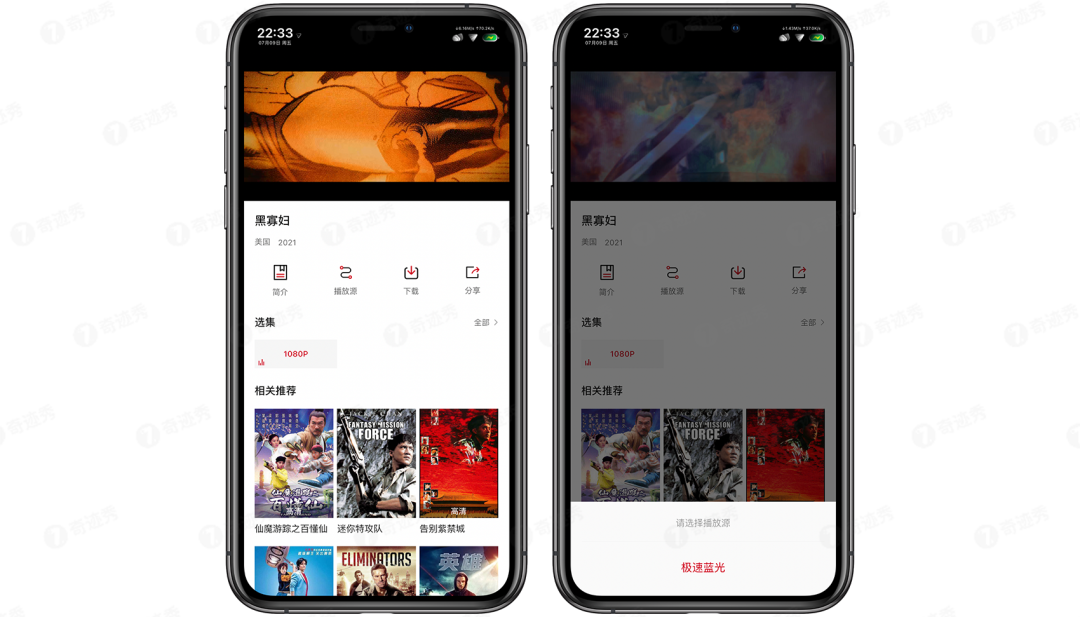 22:33
07月09日 周五
黑寡妇
美国 2021
简介 播放源 下载 分享
选集 全部
1080P
相关推荐
FANTASY MISSION
FORCE
高清
高清
仙魔游踪之百懂仙 迷你特攻队 告别紫禁城
ELIMINATORS
英雄
22:33
07月09日 周五
黑寡妇
美国 2021
简介 播放源 下载 分享
选集 全部
1080P
相关推荐
FANTASY MISSION
FORCE
请选择播放源
极速蓝光
奇迹秀